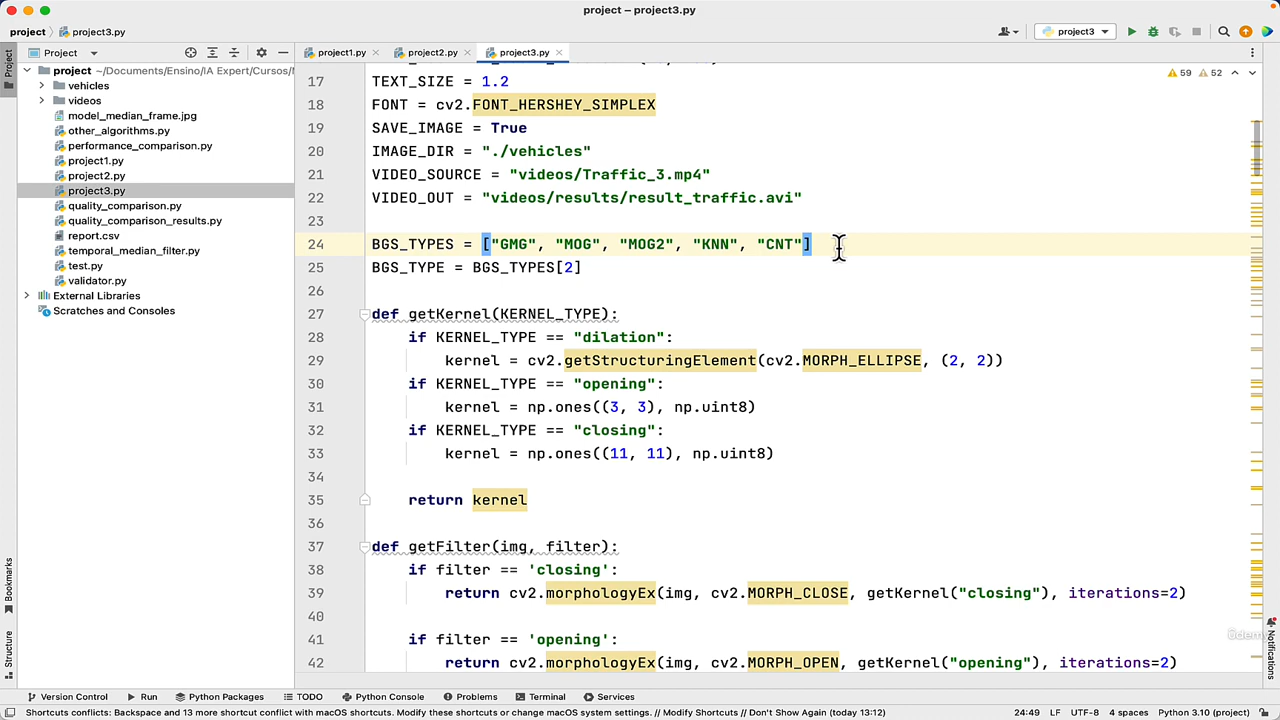 project – project3.py
project
project3.py
project3
Project
project1.py
project2.py
project3.py
Project
project ~/Documents/Ensino/IA Expert/Cursos/
vehicles
videos
model_median_frame.jpg
other_algorithms.py
performance_comparison.py
project1.py
project2.py
project3.py
quality_comparison.py
quality_comparison_results.py
report.csv
temporal_median_filter.py
test.py
validator.py
External Libraries
Scratches and Consoles
59 52
17 TEXT_SIZE = 1.2
18 FONT = cv2.FONT_HERSHEY_SIMPLEX
19 SAVE_IMAGE = True
20 IMAGE_DIR = "./vehicles"
21 VIDEO_SOURCE = "videos/Traffic_3.mp4"
22 VIDEO_OUT = "videos/results/result_traffic.avi"
23
24 BGS_TYPES = ["GMG", "MOG", "MOG2", "KNN", "CNT"]
25 BGS_TYPE = BGS_TYPES[2]
26
27 def getKernel(KERNEL_TYPE):
28 if KERNEL_TYPE == "dilation":
29 kernel = cv2.getStructuringElement(cv2.MORPH_ELLIPSE, (2, 2))
30 if KERNEL_TYPE == "opening":
31 kernel = np.ones((3, 3), np.uint8)
32 if KERNEL_TYPE == "closing":
33 kernel = np.ones((11, 11), np.uint8)
34
35 return kernel
36
37 def getFilter(img, filter):
38 if filter == 'closing':
39 return cv2.morphologyEx(img, cv2.MORPH_CLOSE, getKernel("closing"), iterations=2)
40
41 if filter == 'opening':
42 return cv2.morphologyEx(img, cv2.MORPH_OPEN, getKernel("opening"), iterations=2)
Bookmarks
Structure
Notifications
Udemy
Version Control
Run
Python Packages
TODO
Python Console
Problems
Terminal
Services
Shortcuts conflicts: Backspace and 13 more shortcut conflict with macOS shortcuts. Modify these shortcuts or change macOS system settings. // Modify Shortcuts // Don't Show Again (today 13:12)
24:49 LF UTF-8 4 spaces Python 3.10 (project)